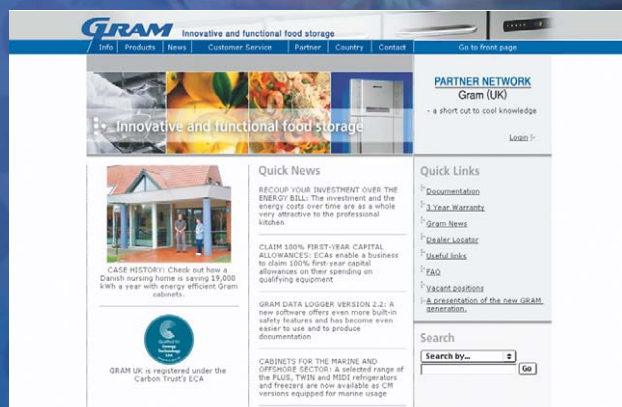 GRAM Innovative and functional food storage
Info Products News Customer Service Partner Country Contact Go to front page
Innovative and functional food storage
PARTNER NETWORK
Gram (UK)
- a short cut to cool knowledge
Login
CASE HISTORY: Check out how a
Danish nursing home is saving 19,000
kWh a year with energy efficient Gram
cabinets.
Qualified for
Energy
Technology
List
GRAM UK is registered under the
Carbon Trust's ECA
Quick News
RECOUP YOUR INVESTMENT OVER THE
ENERGY BILL: The investment and the
energy costs over time are as a whole
very attractive to the professional
kitchen
CLAIM 100% FIRST-YEAR CAPITAL
ALLOWANCES: ECAs enable a business
to claim 100% first-year capital
allowances on their spending on
qualifying equipment
GRAM DATA LOGGER VERSION 2.2: A
new software offers even more built-in
safety features and has become even
easier to use and to produce
documentation
CABINETS FOR THE MARINE AND
OFFSHORE SECTOR: A selected range of
the PLUS, TWIN and MIDI refrigerators
and freezers are now available as CM
versions equipped for marine usage
Quick Links
Documentation
3 Year Warranty
Gram News
Dealer Locator
Useful links
FAQ
Vacant positions
A presentation of the new GRAM
generation.
Search
Search by...
Go